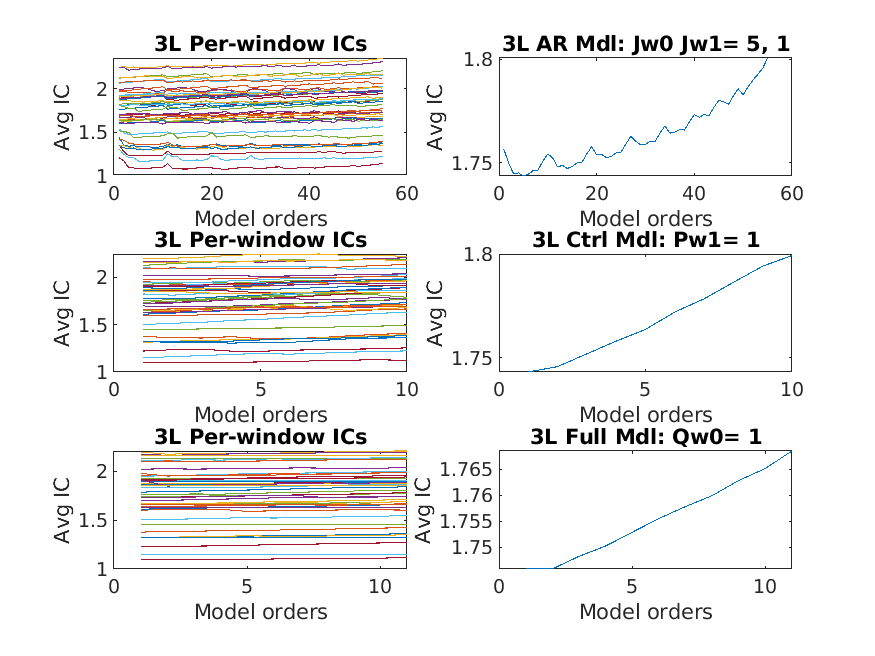 3L Per-window ICs
Avg IC
2
1.5
1
0
20
40
60
Model orders
3L AR Mdl: Jw0 Jw1= 5, 1
Avg IC
1.8
1.75
0
20
40
60
Model orders
3L Per-window ICs
Avg IC
2
1.5
1
0
5
10
Model orders
3L Ctrl Mdl: Pw1= 1
Avg IC
1.8
1.75
0
5
10
Model orders
3L Per-window ICs
Avg IC
2
1.5
1
0
5
10
Model orders
3L Full Mdl: Qw0= 1
Avg IC
1.765
1.76
1.755
1.75
0
5
10
Model orders